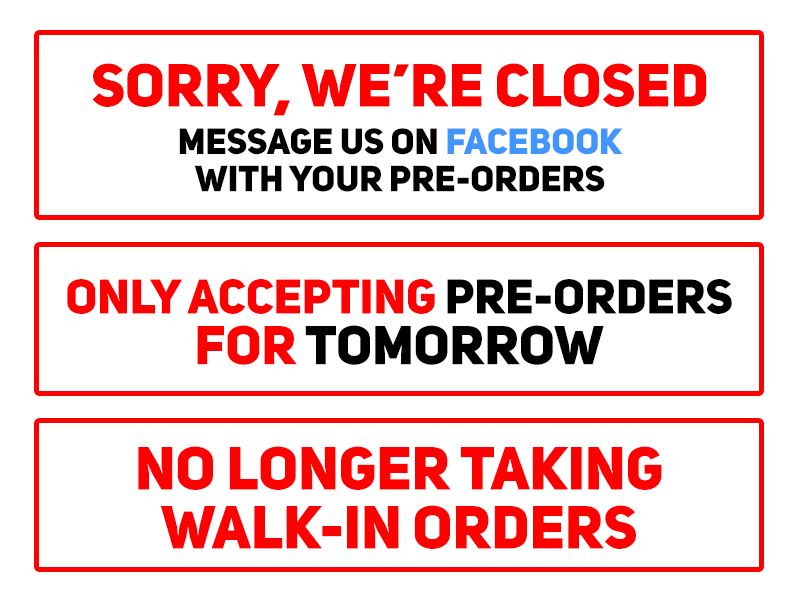 SORRY, WE’RE CLOSED
MESSAGE US ON FACEBOOK
WITH YOUR PRE-ORDERS
ONLY ACCEPTING PRE-ORDERS
FOR TOMORROW
NO LONGER TAKING
WALK-IN ORDERS